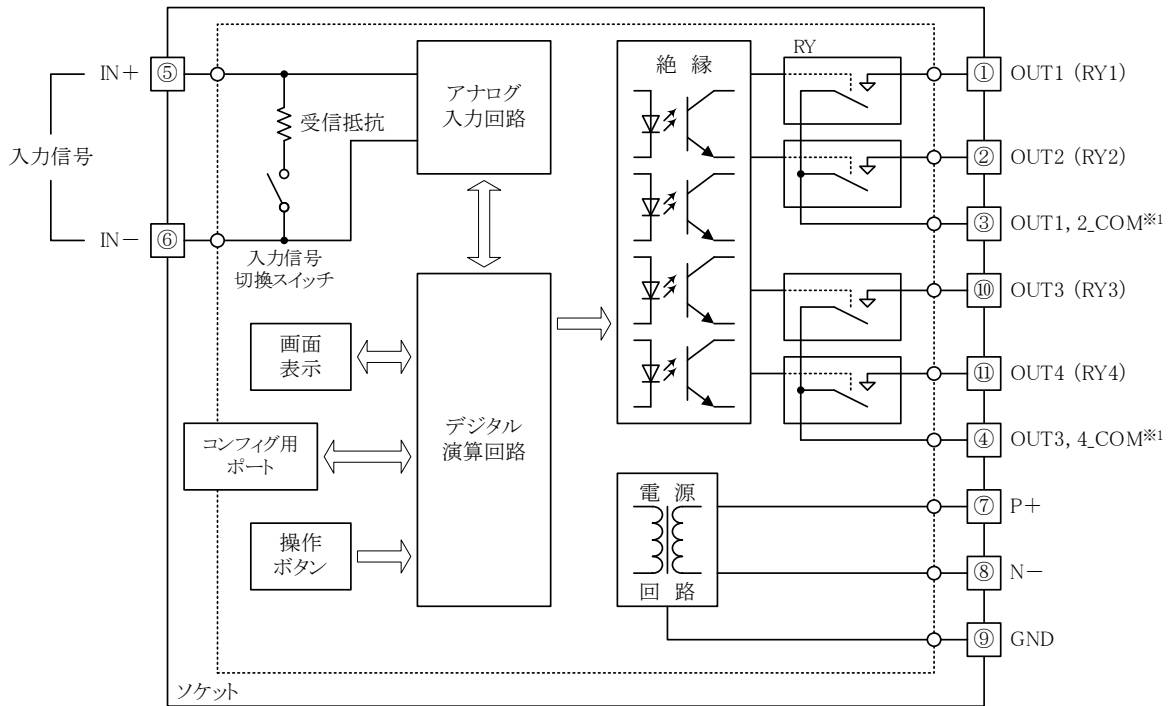 IN+ ⑤
入力信号
IN- ⑥
受信抵抗
入力信号
切換スイッチ
アナログ
入力回路
画面
表示
コンフィグ用
ポート
操作
ボタン
デジタル
演算回路
絶 縁
RY
① OUT1 (RY1)
② OUT2 (RY2)
③ OUT1, 2_COM※1
⑩ OUT3 (RY3)
⑪ OUT4 (RY4)
④ OUT3, 4_COM※1
電 源
回 路
⑦ P+
⑧ N-
⑨ GND
ソケット